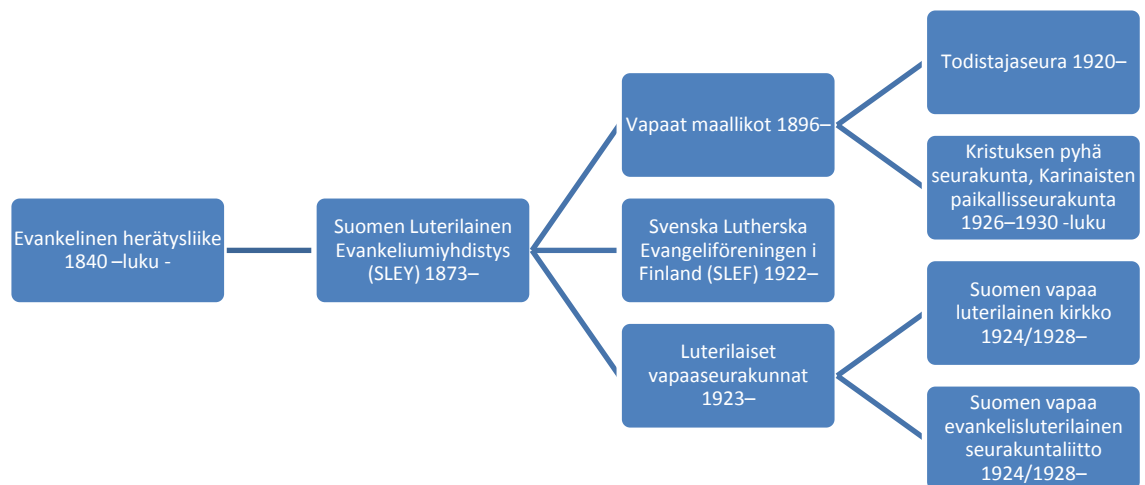 Evankelinen herätysliike
1840 –luku -
Suomen Luterilainen
Evankeliumiyhdistys
(SLEY) 1873–
Vapaat maallikot 1896–
Todistajaseura 1920–
Kristuksen pyhä
seurakunta, Karinaisten
paikallisseurakunta
1926–1930 -luku
Svenska Lutherska
Evangeliföreningen i
Finland (SLEF) 1922–
Luterilaiset
vapaaseurakunnat
1923–
Suomen vapaa
luterilainen kirkko
1924/1928–
Suomen vapaa
evankelisluterilainen
seurakuntaliitto
1924/1928–